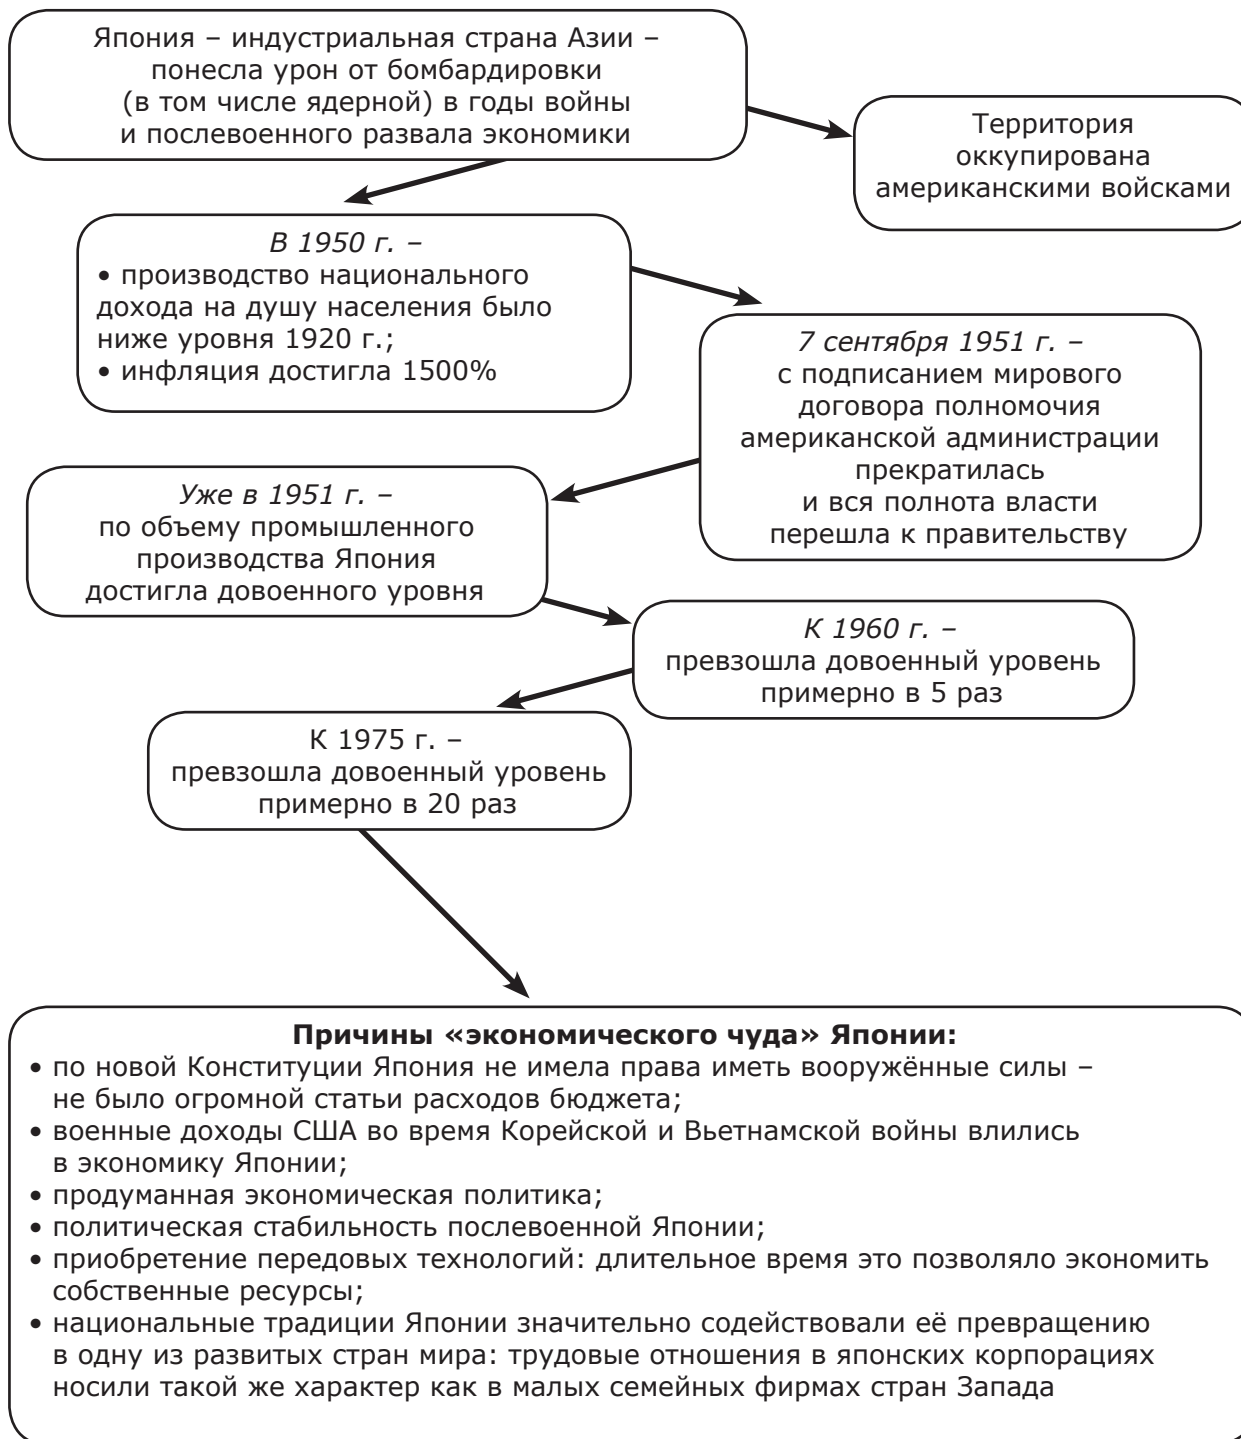 Япония – индустриальная страна Азии –
понесла урон от бомбардировки
(в том числе ядерной) в годы войны
и послевоенного развала экономики
Территория
оккупирована
американскими войсками
В 1950 г. –
• производство национального
дохода на душу населения было
ниже уровня 1920 г.;
• инфляция достигла 1500%
7 сентября 1951 г. –
с подписанием мирового
договора полномочия
американской администрации
прекратилась
и вся полнота власти
перешла к правительству
Уже в 1951 г. –
по объему промышленного
производства Япония
достигла довоенного уровня
К 1960 г. –
превзошла довоенный уровень
примерно в 5 раз
К 1975 г. –
превзошла довоенный уровень
примерно в 20 раз
Причины «экономического чуда» Японии:
• по новой Конституции Япония не имела права иметь вооружённые силы –
не было огромной статьи расходов бюджета;
• военные доходы США во время Корейской и Вьетнамской войны влились
в экономику Японии;
• продуманная экономическая политика;
• политическая стабильность послевоенной Японии;
• приобретение передовых технологий: длительное время это позволяло экономить
собственные ресурсы;
• национальные традиции Японии значительно содействовали её превращению
в одну из развитых стран мира: трудовые отношения в японских корпорациях
носили такой же характер как в малых семейных фирмах стран Запада